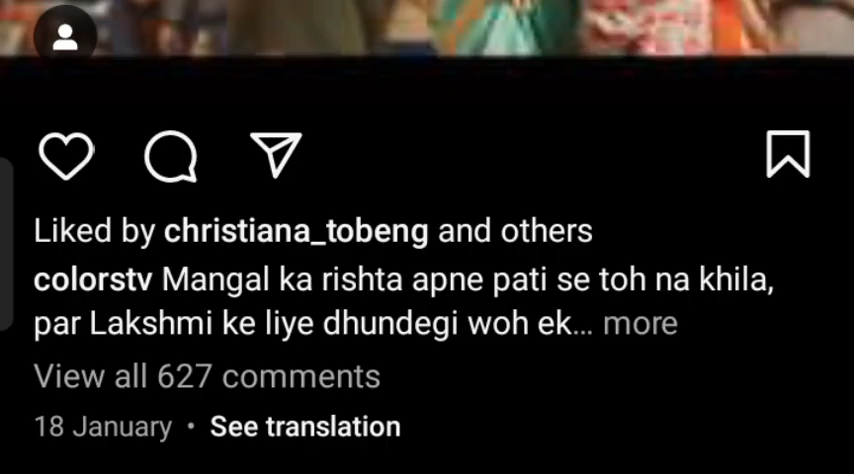 Liked by christiana_tobeng and others
colorstv Mangal ka rishta apne pati se toh na khila,
par Lakshmi ke liye dhundegi woh ek... more
View all 627 comments
18 January • See translation